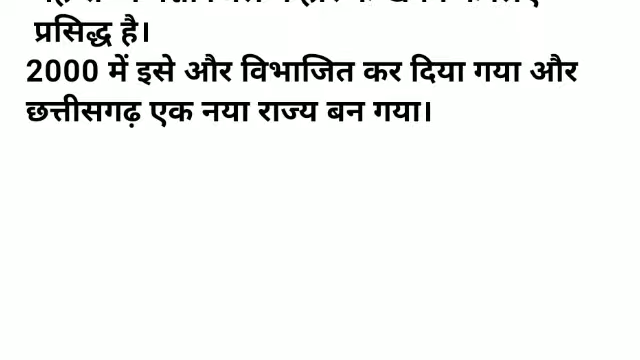 प्रसिद्ध है।
2000 में इसे और विभाजित कर दिया गया और
छत्तीसगढ़ एक नया राज्य बन गया।